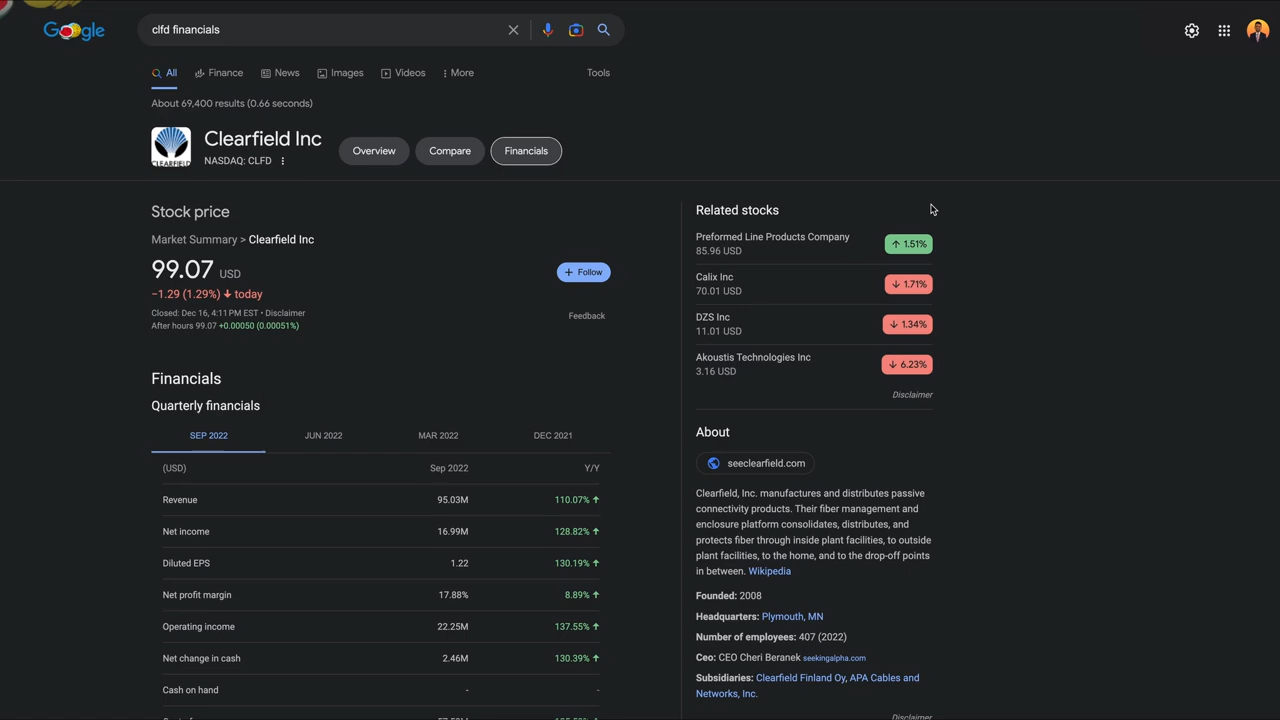 Google
clfd financials
All
Finance
News
Images
Videos
More
Tools
About 69,400 results (0.66 seconds)
CLEARFIELD
Clearfield Inc
NASDAQ: CLFD
Overview
Compare
Financials
Stock price
Market Summary > Clearfield Inc
99.07 USD
+ Follow
−1.29 (1.29%) ↓ today
Closed: Dec 16, 4:11 PM EST • Disclaimer
After hours 99.07 +0.00050 (0.00051%)
Feedback
Financials
Quarterly financials
SEP 2022 JUN 2022 MAR 2022 DEC 2021
(USD) Sep 2022 Y/Y
Revenue 95.03M 110.07% ↑
Net income 16.99M 128.82% ↑
Diluted EPS 1.22 130.19% ↑
Net profit margin 17.88% 8.89% ↑
Operating income 22.25M 137.55% ↑
Net change in cash 2.46M 130.39% ↑
Cash on hand - -
Related stocks
Preformed Line Products Company
85.96 USD
↑ 1.51%
Calix Inc
70.01 USD
↓ 1.71%
DZS Inc
11.01 USD
↓ 1.34%
Akoustis Technologies Inc
3.16 USD
↓ 6.23%
Disclaimer
About
seeclearfield.com
Clearfield, Inc. manufactures and distributes passive
connectivity products. Their fiber management and
enclosure platform consolidates, distributes, and
protects fiber through inside plant facilities, to outside
plant facilities, to the home, and to the drop-off points
in between. Wikipedia
Founded: 2008
Headquarters: Plymouth, MN
Number of employees: 407 (2022)
Ceo: CEO Cheri Beranek seekingalpha.com
Subsidiaries: Clearfield Finland Oy, APA Cables and
Networks, Inc.
Disclaimer